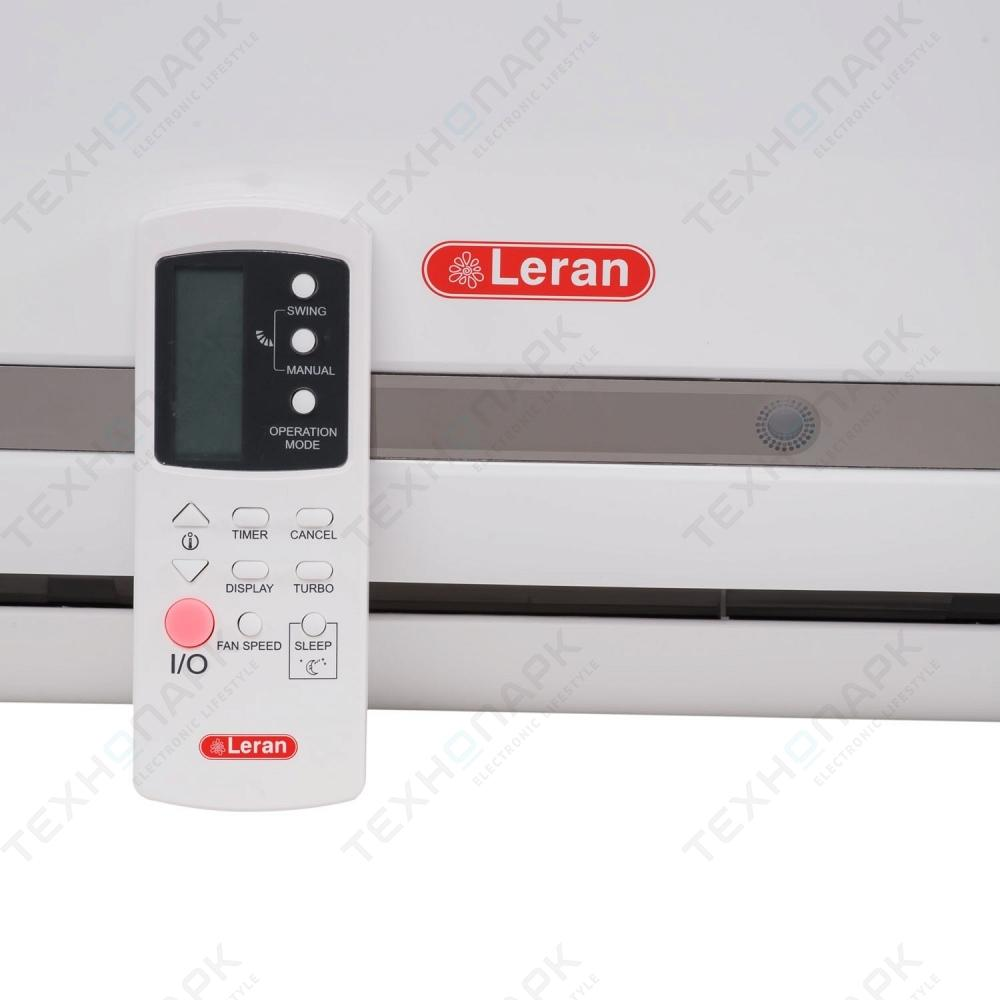 Leran
SWING
MANUAL
OPERATION
MODE
TIMER
CANCEL
DISPLAY
TURBO
FAN SPEED
SLEEP
I/O
Leran
ТЕХНОПАРК
ELECTRONIC LIFESTYLE